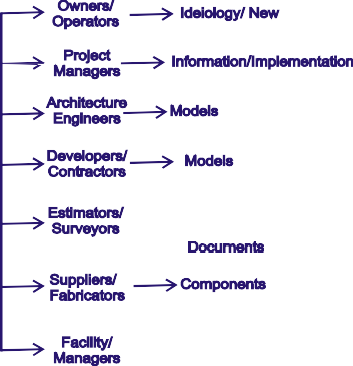 Owners/
Operators
Ideiology/ New
Project
Managers
Information/Implementation
Architecture
Engineers
Models
Developers/
Contractors
Models
Estimators/
Surveyors
Documents
Suppliers/
Fabricators
Components
Facility/
Managers